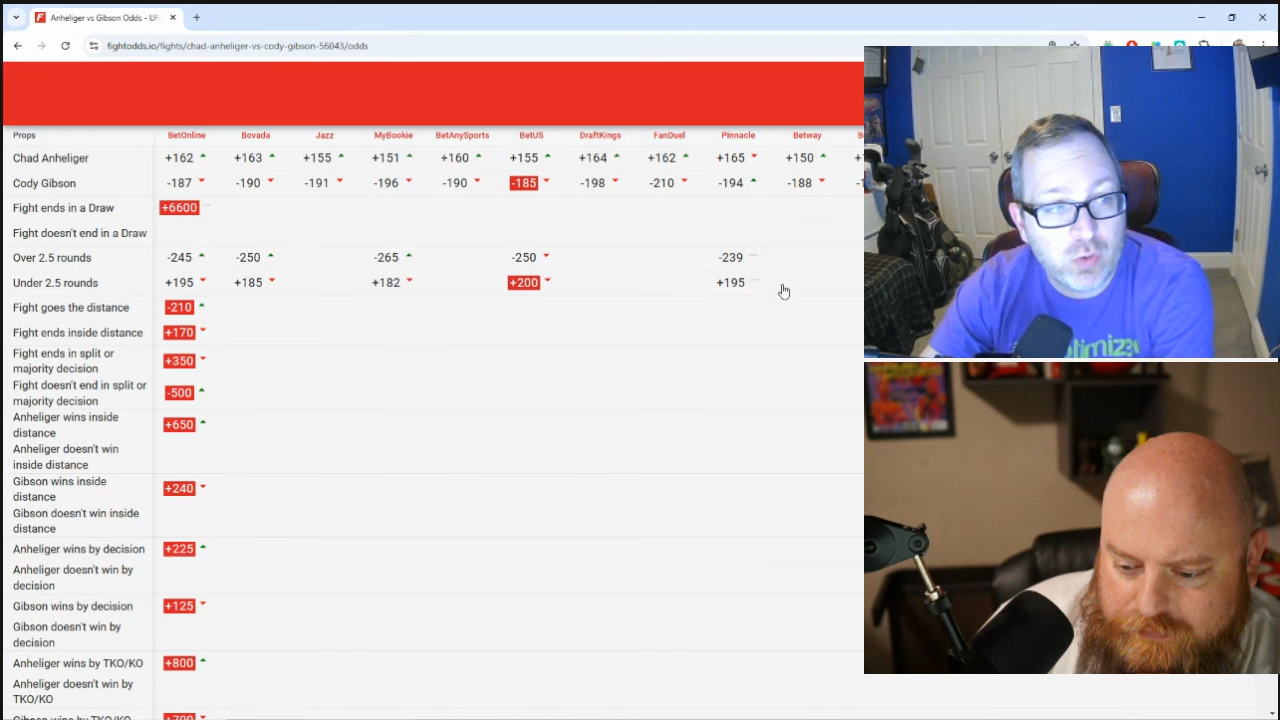 Anheliger vs Gibson Odds - UF
fightodds.io/fights/chad-anheliger-vs-cody-gibson-56043/odds
Props BetOnline Bovada Jazz MyBookie BetAnySports BetUS DraftKings FanDuel Pinnacle Betway
Chad Anheliger +162 +163 +155 +151 +160 +155 +164 +162 +165 +150
Cody Gibson -187 -190 -191 -196 -190 -185 -198 -210 -194 -188
Fight ends in a Draw +6600
Fight doesn't end in a Draw
Over 2.5 rounds -245 -250 -265 -250 -239
Under 2.5 rounds +195 +185 +182 +200 +195
Fight goes the distance -210
Fight ends inside distance +170
Fight ends in split or
majority decision +350
Fight doesn't end in split or
majority decision -500
Anheliger wins inside
distance +650
Anheliger doesn't win
inside distance
Gibson wins inside
distance +240
Gibson doesn't win inside
distance
Anheliger wins by decision +225
Anheliger doesn't win by
decision
Gibson wins by decision +125
Gibson doesn't win by
decision
Anheliger wins by TKO/KO +800
Anheliger doesn't win by
TKO/KO
Gibson wins by TKO/KO +700